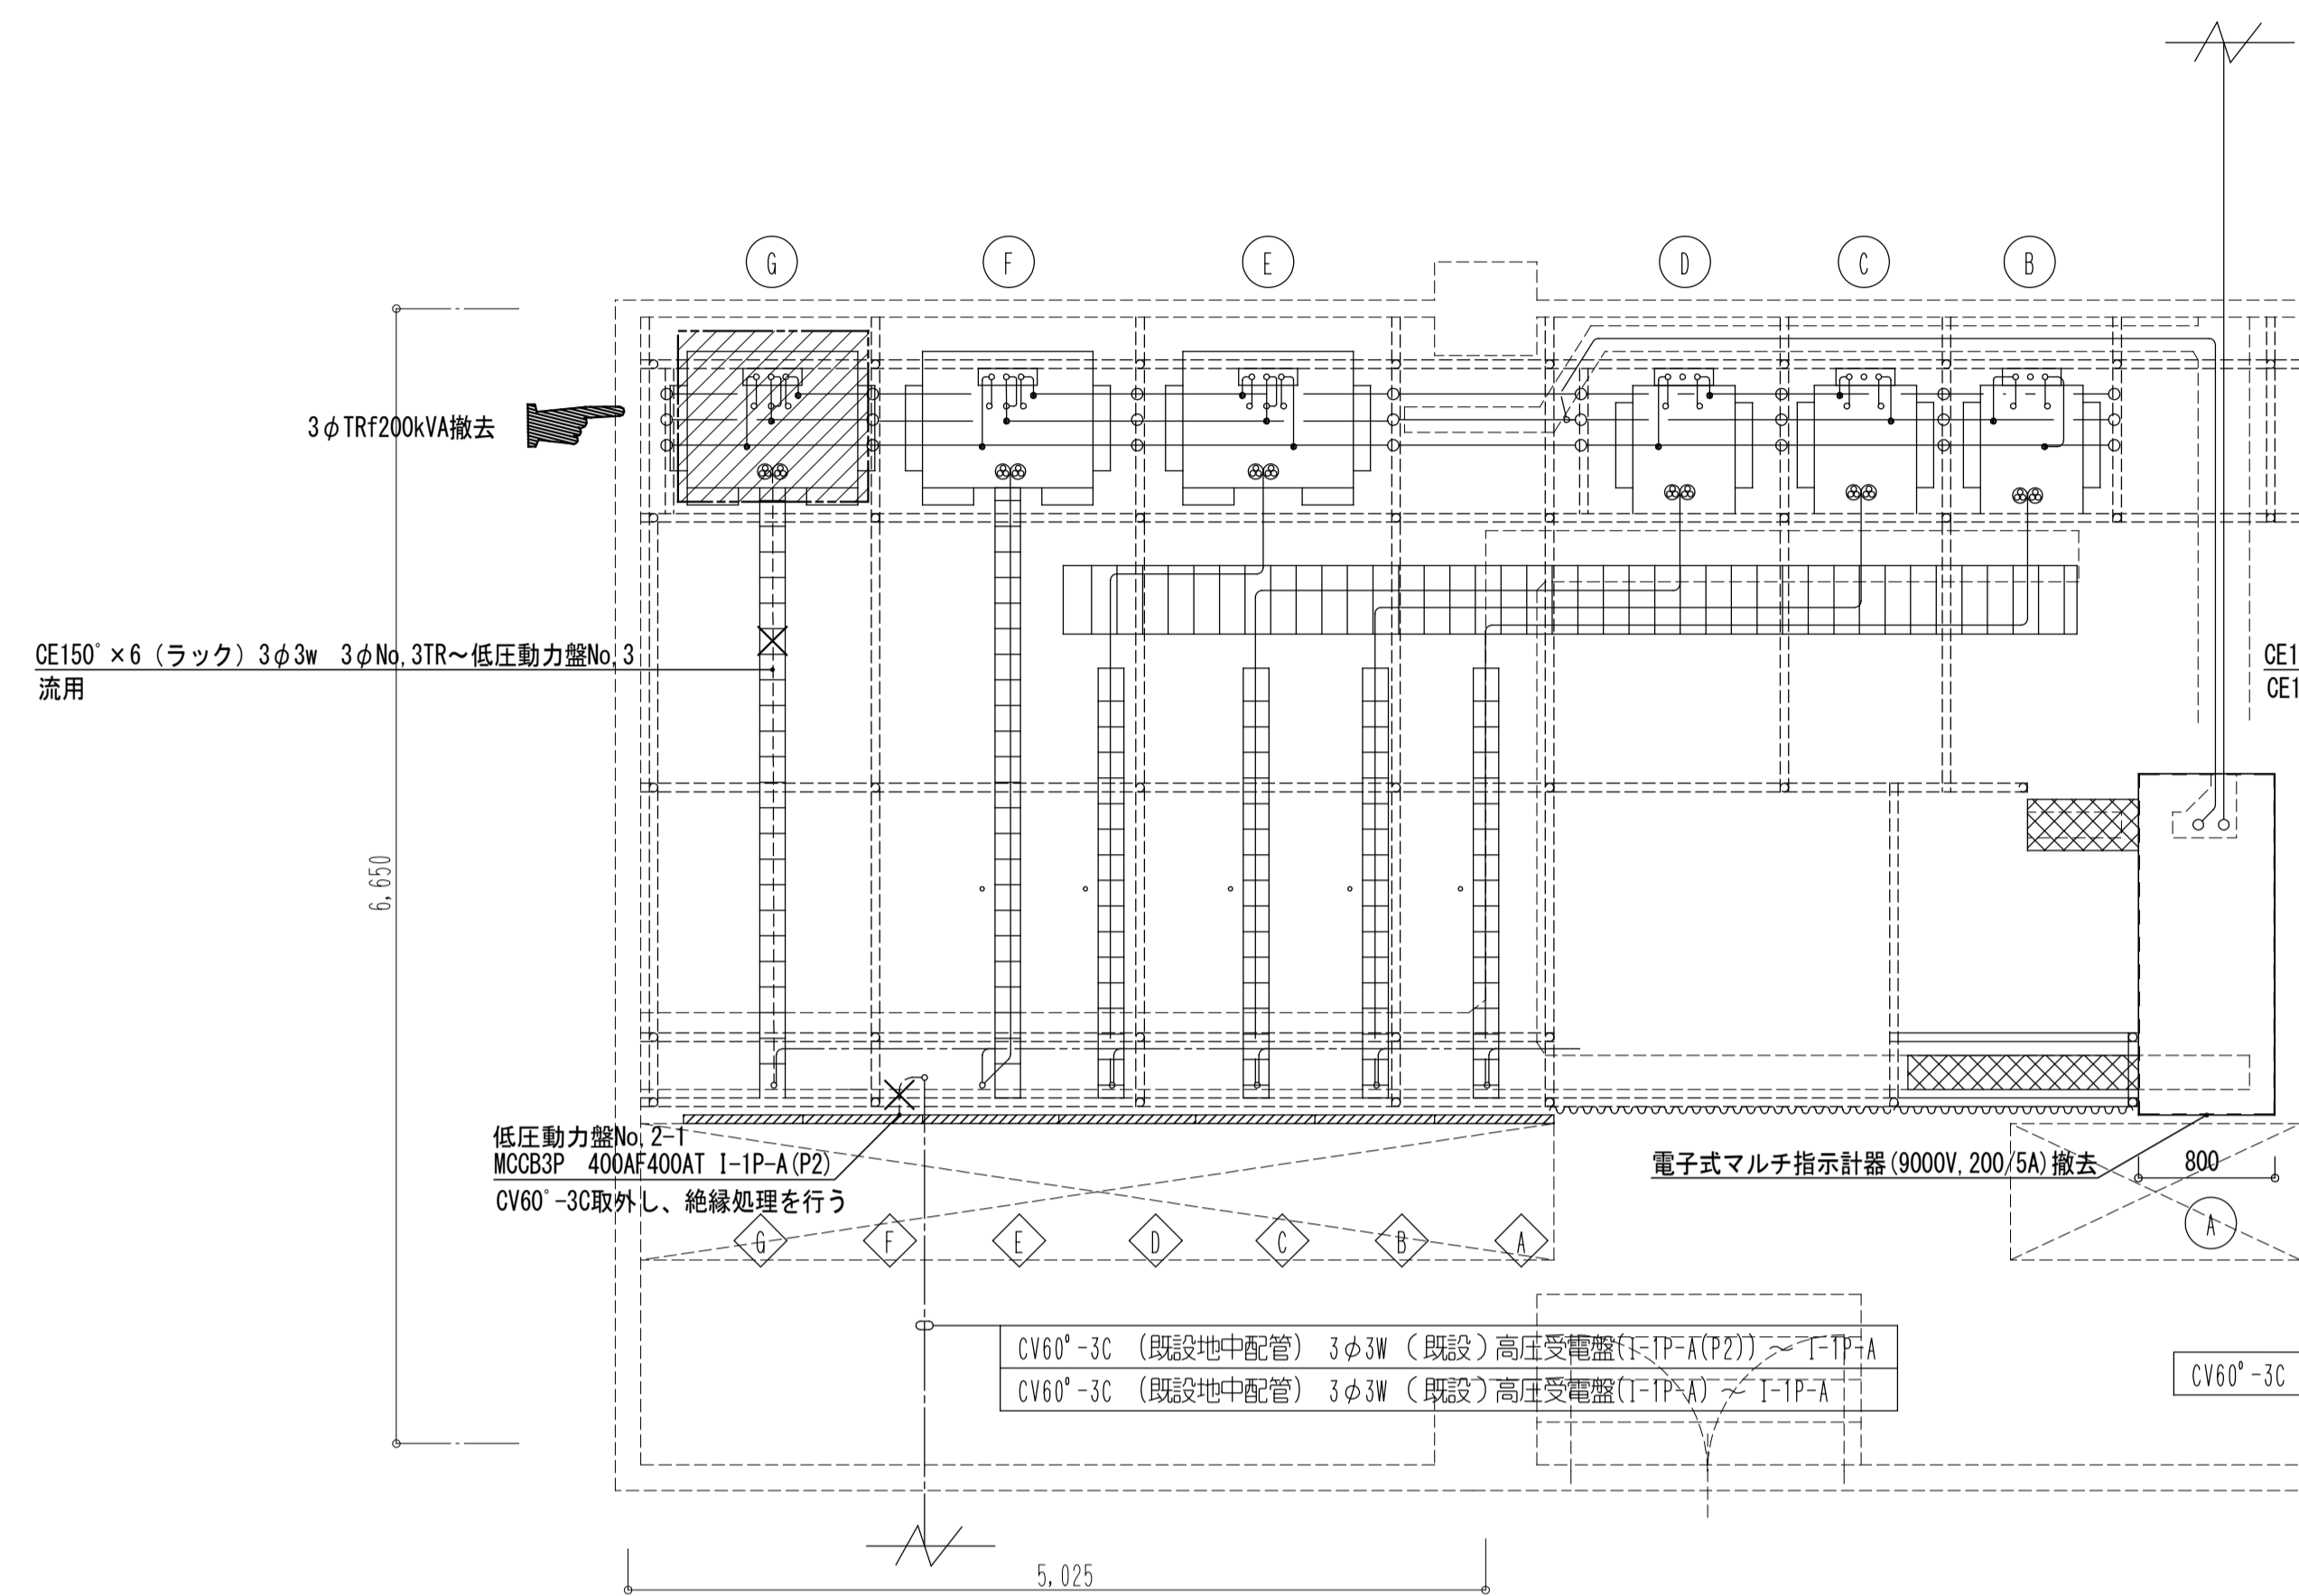 G
F
E
D
C
B
3φTRf200kVA撤去
CE150°×6 (ラック) 3φ3w 3φNo,3TR～低圧動力盤No,3
流用
CE1
CE1
6,650
低圧動力盤No,2-1
MCCB3P 400AF400AT I-1P-A(P2)
CV60°-3C取外し、絶縁処理を行う
電子式マルチ指示計器(9000V,200/5A)撤去
800
A
G
F
E
D
C
B
A
CV60°-3C (既設地中配管) 3φ3W (既設)高圧受電盤(I-1P-A(P2)) ～ I-1P-A
CV60°-3C (既設地中配管) 3φ3W (既設)高圧受電盤(I-1P-A) ～ I-1P-A
CV60°-3C
5,025